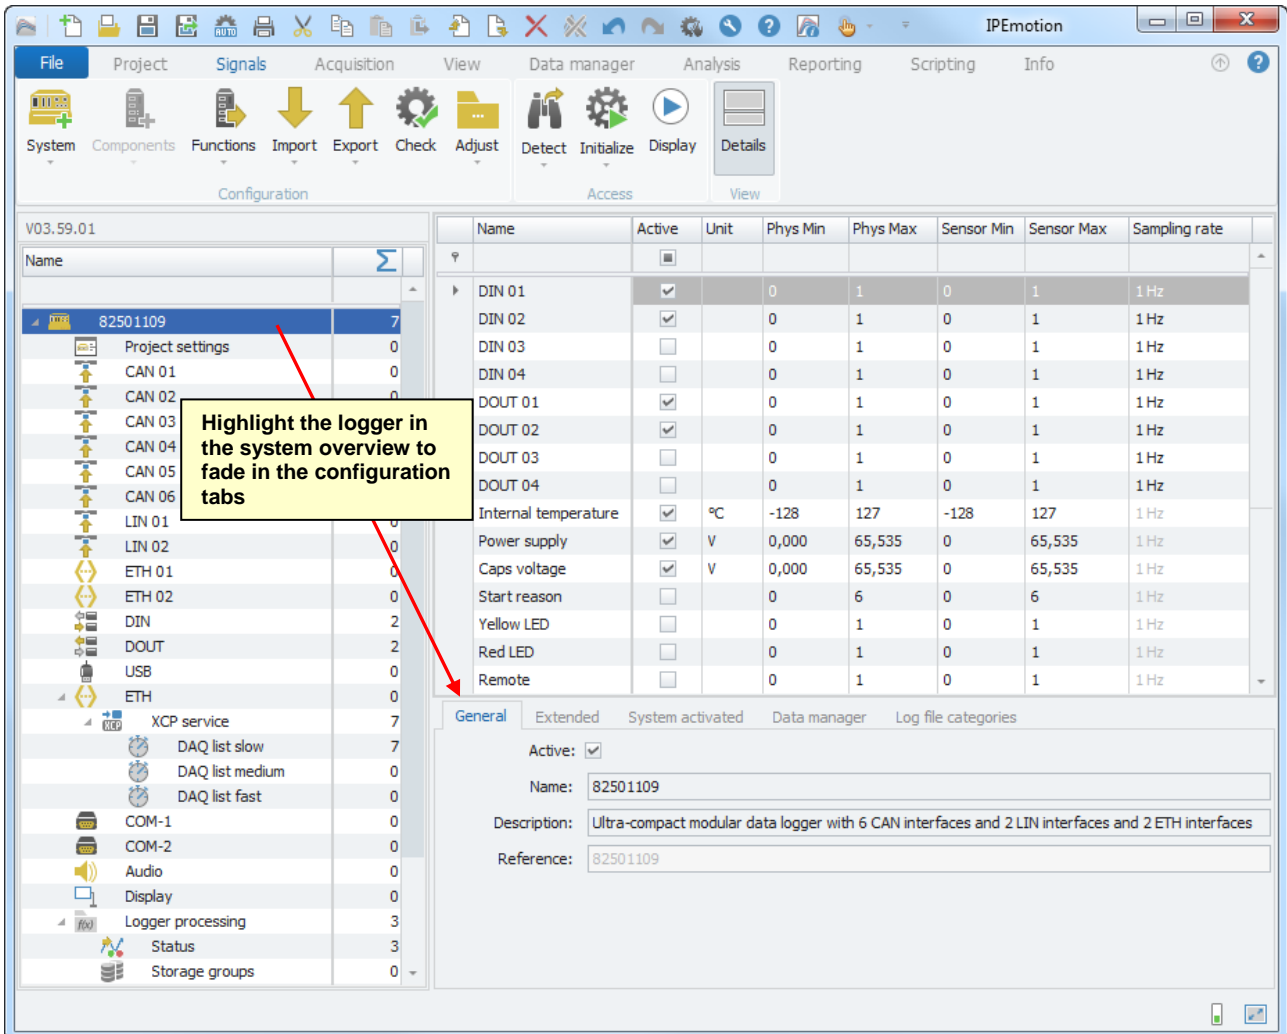 IPEmotion
File Project Signals Acquisition View Data manager Analysis Reporting Scripting Info
AUTO
System Components Functions Import Export Check Adjust Detect Initialize Display Details
Configuration Access View
V03.59.01
Name Σ
82501109 7
Project settings 0
CAN 01 0
CAN 02 0
CAN 03
CAN 04
CAN 05
CAN 06
LIN 01 0
LIN 02 0
ETH 01 0
ETH 02 0
DIN 2
DOUT 2
USB 0
ETH 0
XCP service 7
DAQ list slow 7
DAQ list medium 0
DAQ list fast 0
COM-1 0
COM-2 0
Audio 0
Display 0
f(x) Logger processing 3
Status 3
Storage groups 0
Highlight the logger in
the system overview to
fade in the configuration
tabs
Name Active Unit Phys Min Phys Max Sensor Min Sensor Max Sampling rate
DIN 01 0 1 0 1 1 Hz
DIN 02 0 1 0 1 1 Hz
DIN 03 0 1 0 1 1 Hz
DIN 04 0 1 0 1 1 Hz
DOUT 01 0 1 0 1 1 Hz
DOUT 02 0 1 0 1 1 Hz
DOUT 03 0 1 0 1 1 Hz
DOUT 04 0 1 0 1 1 Hz
Internal temperature °C -128 127 -128 127 1 Hz
Power supply V 0,000 65,535 0 65,535 1 Hz
Caps voltage V 0,000 65,535 0 65,535 1 Hz
Start reason 0 6 0 6 1 Hz
Yellow LED 0 1 0 1 1 Hz
Red LED 0 1 0 1 1 Hz
Remote 0 1 0 1 1 Hz
General Extended System activated Data manager Log file categories
Active:
Name: 82501109
Description: Ultra-compact modular data logger with 6 CAN interfaces and 2 LIN interfaces and 2 ETH interfaces
Reference: 82501109